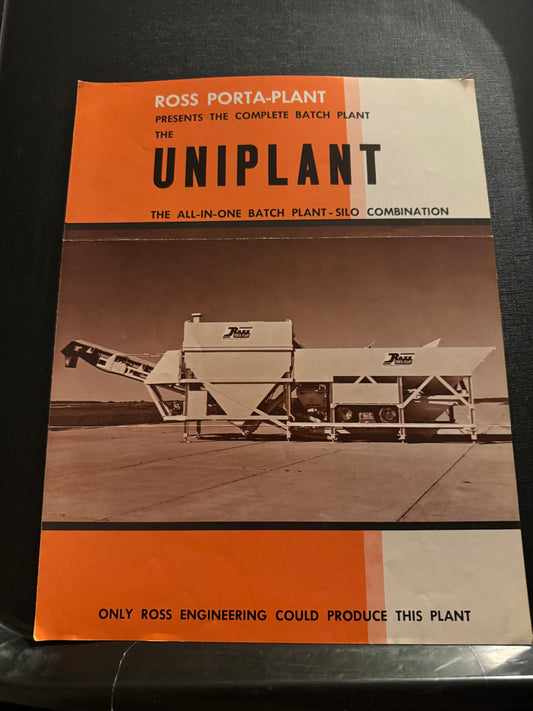 ROSS PORTA-PLANT
PRESENTS THE COMPLETE BATCH PLANT
THE
UNIPLANT
THE ALL-IN-ONE BATCH PLANT-SILO COMBINATION
ROSS
ROSS
ONLY ROSS ENGINEERING COULD PRODUCE THIS PLANT